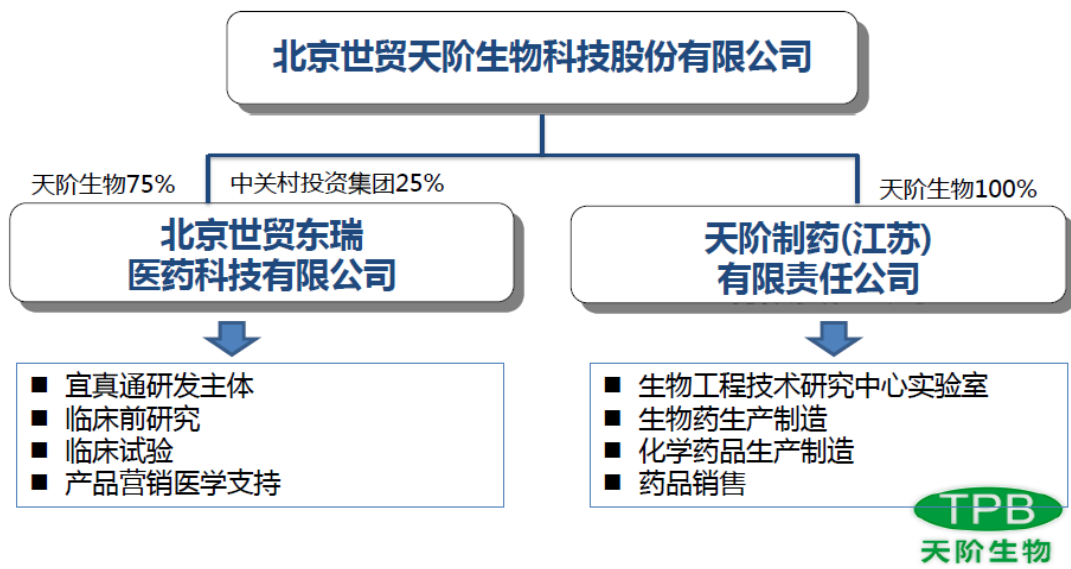 北京世贸天阶生物科技股份有限公司
天阶生物75%
中关村投资集团25%
天阶生物100%
北京世贸东瑞
医药科技有限公司
天阶制药(江苏)
有限责任公司
■ 宜真通研发主体
■ 临床前研究
■ 临床试验
■ 产品营销医学支持
■ 生物工程技术研究中心实验室
■ 生物药生产制造
■ 化学药品生产制造
■ 药品销售
TPB
天阶生物